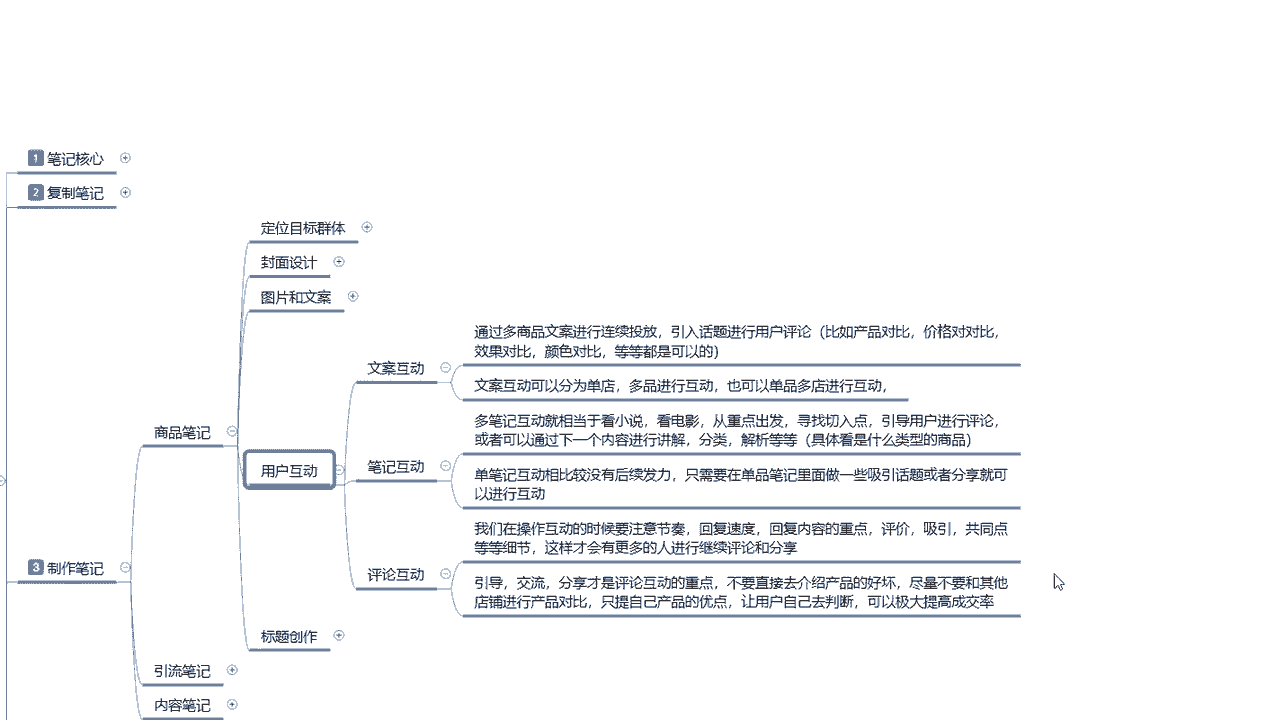 1 笔记核心
2 复制笔记
定位目标群体
封面设计
图片和文案
通过多商品文案进行连续投放，引入话题进行用户评论（比如产品对比，价格对对比，
效果对比，颜色对比，等等都是可以的）
文案互动
文案互动可以分为单店，多品进行互动，也可以单品多店进行互动，
多笔记互动就相当于看小说，看电影，从重点出发，寻找切入点，引导用户进行评论，
或者可以通过下一个内容进行讲解，分类，解析等等（具体看是什么类型的商品）
商品笔记
用户互动
笔记互动
单笔记互动相比较没有后续发力，只需要在单品笔记里面做一些吸引话题或者分享就可
以进行互动
我们在操作互动的时候要注意节奏，回复速度，回复内容的重点，评价，吸引，共同点
等等细节，这样才会有更多的人进行继续评论和分享
3 制作笔记
评论互动
引导，交流，分享才是评论互动的重点，不要直接去介绍产品的好坏，尽量不要和其他
店铺进行产品对比，只提自己产品的优点，让用户自己去判断，可以极大提高成交率
标题创作
引流笔记
内容笔记